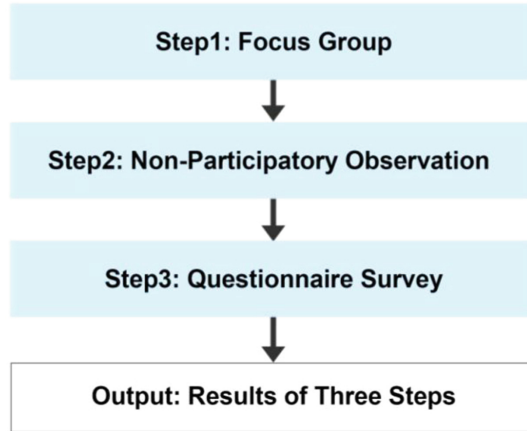 Step1: Focus Group
Step2: Non-Participatory Observation
Step3: Questionnaire Survey
Output: Results of Three Steps